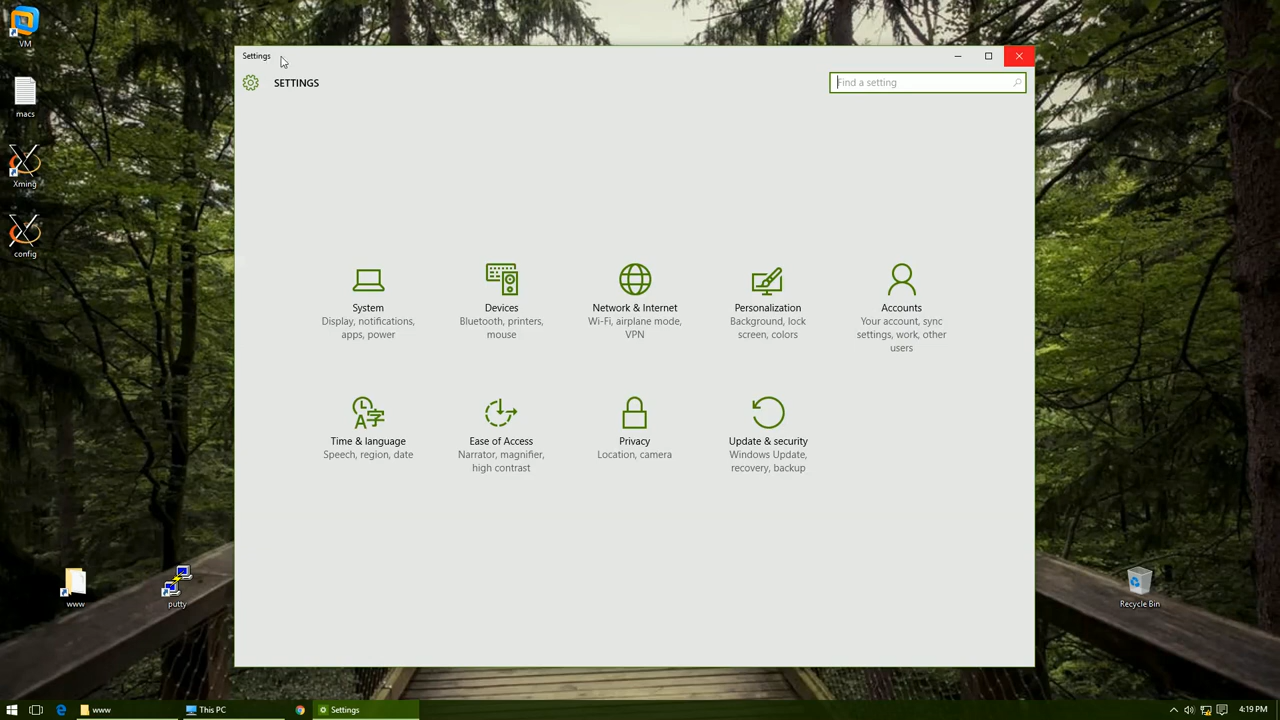 VM
macs
Xming
config
www
putty
Recycle Bin
Settings
SETTINGS
Find a setting
System
Display, notifications,
apps, power
Devices
Bluetooth, printers,
mouse
Network & Internet
Wi-Fi, airplane mode,
VPN
Personalization
Background, lock
screen, colors
Accounts
Your account, sync
settings, work, other
users
Time & language
Speech, region, date
Ease of Access
Narrator, magnifier,
high contrast
Privacy
Location, camera
Update & security
Windows Update,
recovery, backup
www
This PC
Settings
4:19 PM